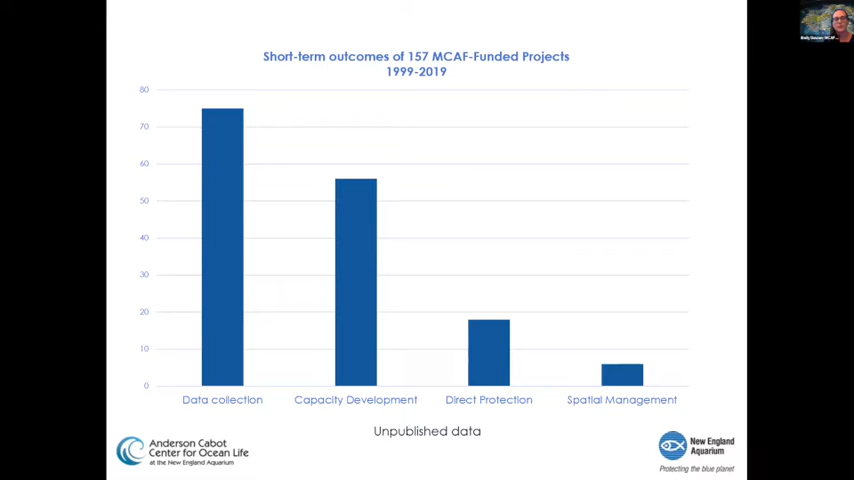 Short-term outcomes of 157 MCAF-Funded Projects
1999-2019
80
70
60
50
40
30
20
10
0
Data collection
Capacity Development
Direct Protection
Spatial Management
Unpublished data
Anderson Cabot
Center for Ocean Life
at the New England Aquarium
New England
Aquarium
Protecting the blue planet